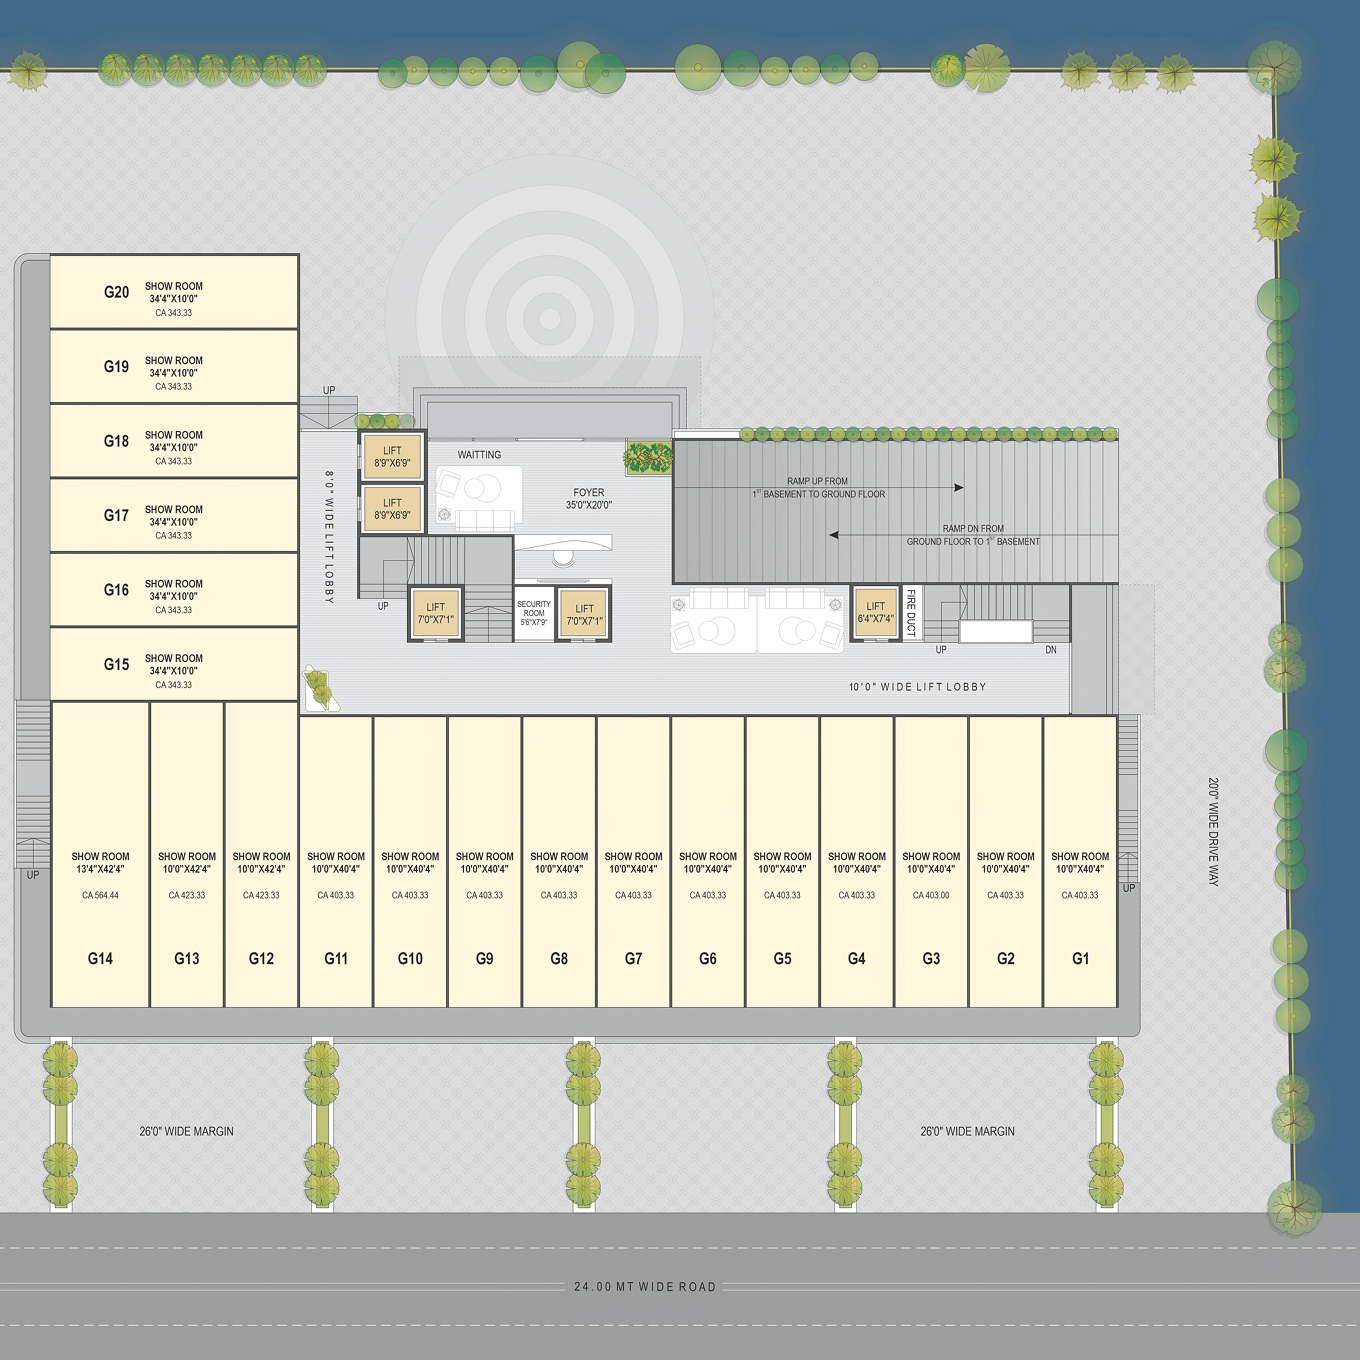 G20
SHOW ROOM
34'4"X10'0"
CA 343.33
G19
SHOW ROOM
34'4"X10'0"
CA 343.33
UP
G18
SHOW ROOM
34'4"X10'0"
CA 343.33
G17
SHOW ROOM
34'4"X10'0"
CA 343.33
G16
SHOW ROOM
34'4"X10'0"
CA 343.33
G15
SHOW ROOM
34'4"X10'0"
CA 343.33
8'0" WIDE LIFT LOBBY
LIFT
8'9"X6'9"
LIFT
8'9"X6'9"
WAITTING
FOYER
35'0"X20'0"
RAMP UP FROM
1ST BASEMENT TO GROUND FLOOR
RAMP DN FROM
GROUND FLOOR TO 1ST BASEMENT
UP
LIFT
7'0"X7'1"
SECURITY
ROOM
5'6"X7'9"
LIFT
7'0"X7'1"
LIFT
6'4"X7'4"
FIRE DUCT
UP
DN
10'0" WIDE LIFT LOBBY
20'0" WIDE DRIVE WAY
UP
SHOW ROOM
13'4"X42'4"
CA 564.44
G14
SHOW ROOM
10'0"X42'4"
CA 423.33
G13
SHOW ROOM
10'0"X42'4"
CA 423.33
G12
SHOW ROOM
10'0"X40'4"
CA 403.33
G11
SHOW ROOM
10'0"X40'4"
CA 403.33
G10
SHOW ROOM
10'0"X40'4"
CA 403.33
G9
SHOW ROOM
10'0"X40'4"
CA 403.33
G8
SHOW ROOM
10'0"X40'4"
CA 403.33
G7
SHOW ROOM
10'0"X40'4"
CA 403.33
G6
SHOW ROOM
10'0"X40'4"
CA 403.33
G5
SHOW ROOM
10'0"X40'4"
CA 403.33
G4
SHOW ROOM
10'0"X40'4"
CA 403.00
G3
SHOW ROOM
10'0"X40'4"
CA 403.33
G2
SHOW ROOM
10'0"X40'4"
CA 403.33
G1
UP
26'0" WIDE MARGIN
26'0" WIDE MARGIN
24.00 MT WIDE ROAD